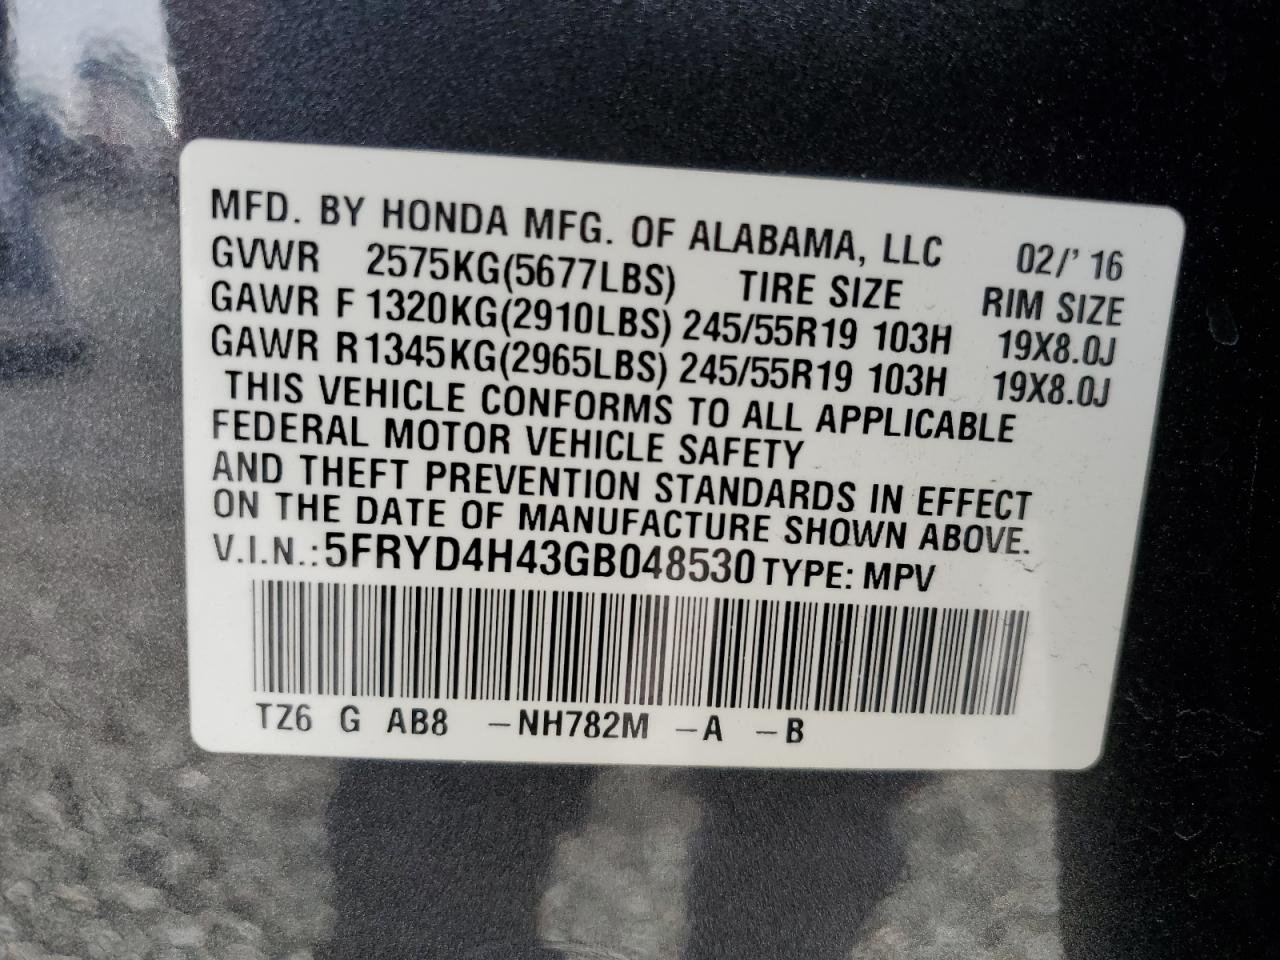 MFD. BY HONDA MFG. OF ALABAMA, LLC 02/' 16
GVWR 2575KG(5677LBS) TIRE SIZE RIM SIZE
GAWR F 1320KG(2910LBS) 245/55R19 103H 19X8.0J
GAWR R 1345KG(2965LBS) 245/55R19 103H 19X8.0J
THIS VEHICLE CONFORMS TO ALL APPLICABLE
FEDERAL MOTOR VEHICLE SAFETY
AND THEFT PREVENTION STANDARDS IN EFFECT
ON THE DATE OF MANUFACTURE SHOWN ABOVE.
V.I.N.: 5FRYD4H43GB048530 TYPE: MPV
TZ6 G AB8 -NH782M -A -B